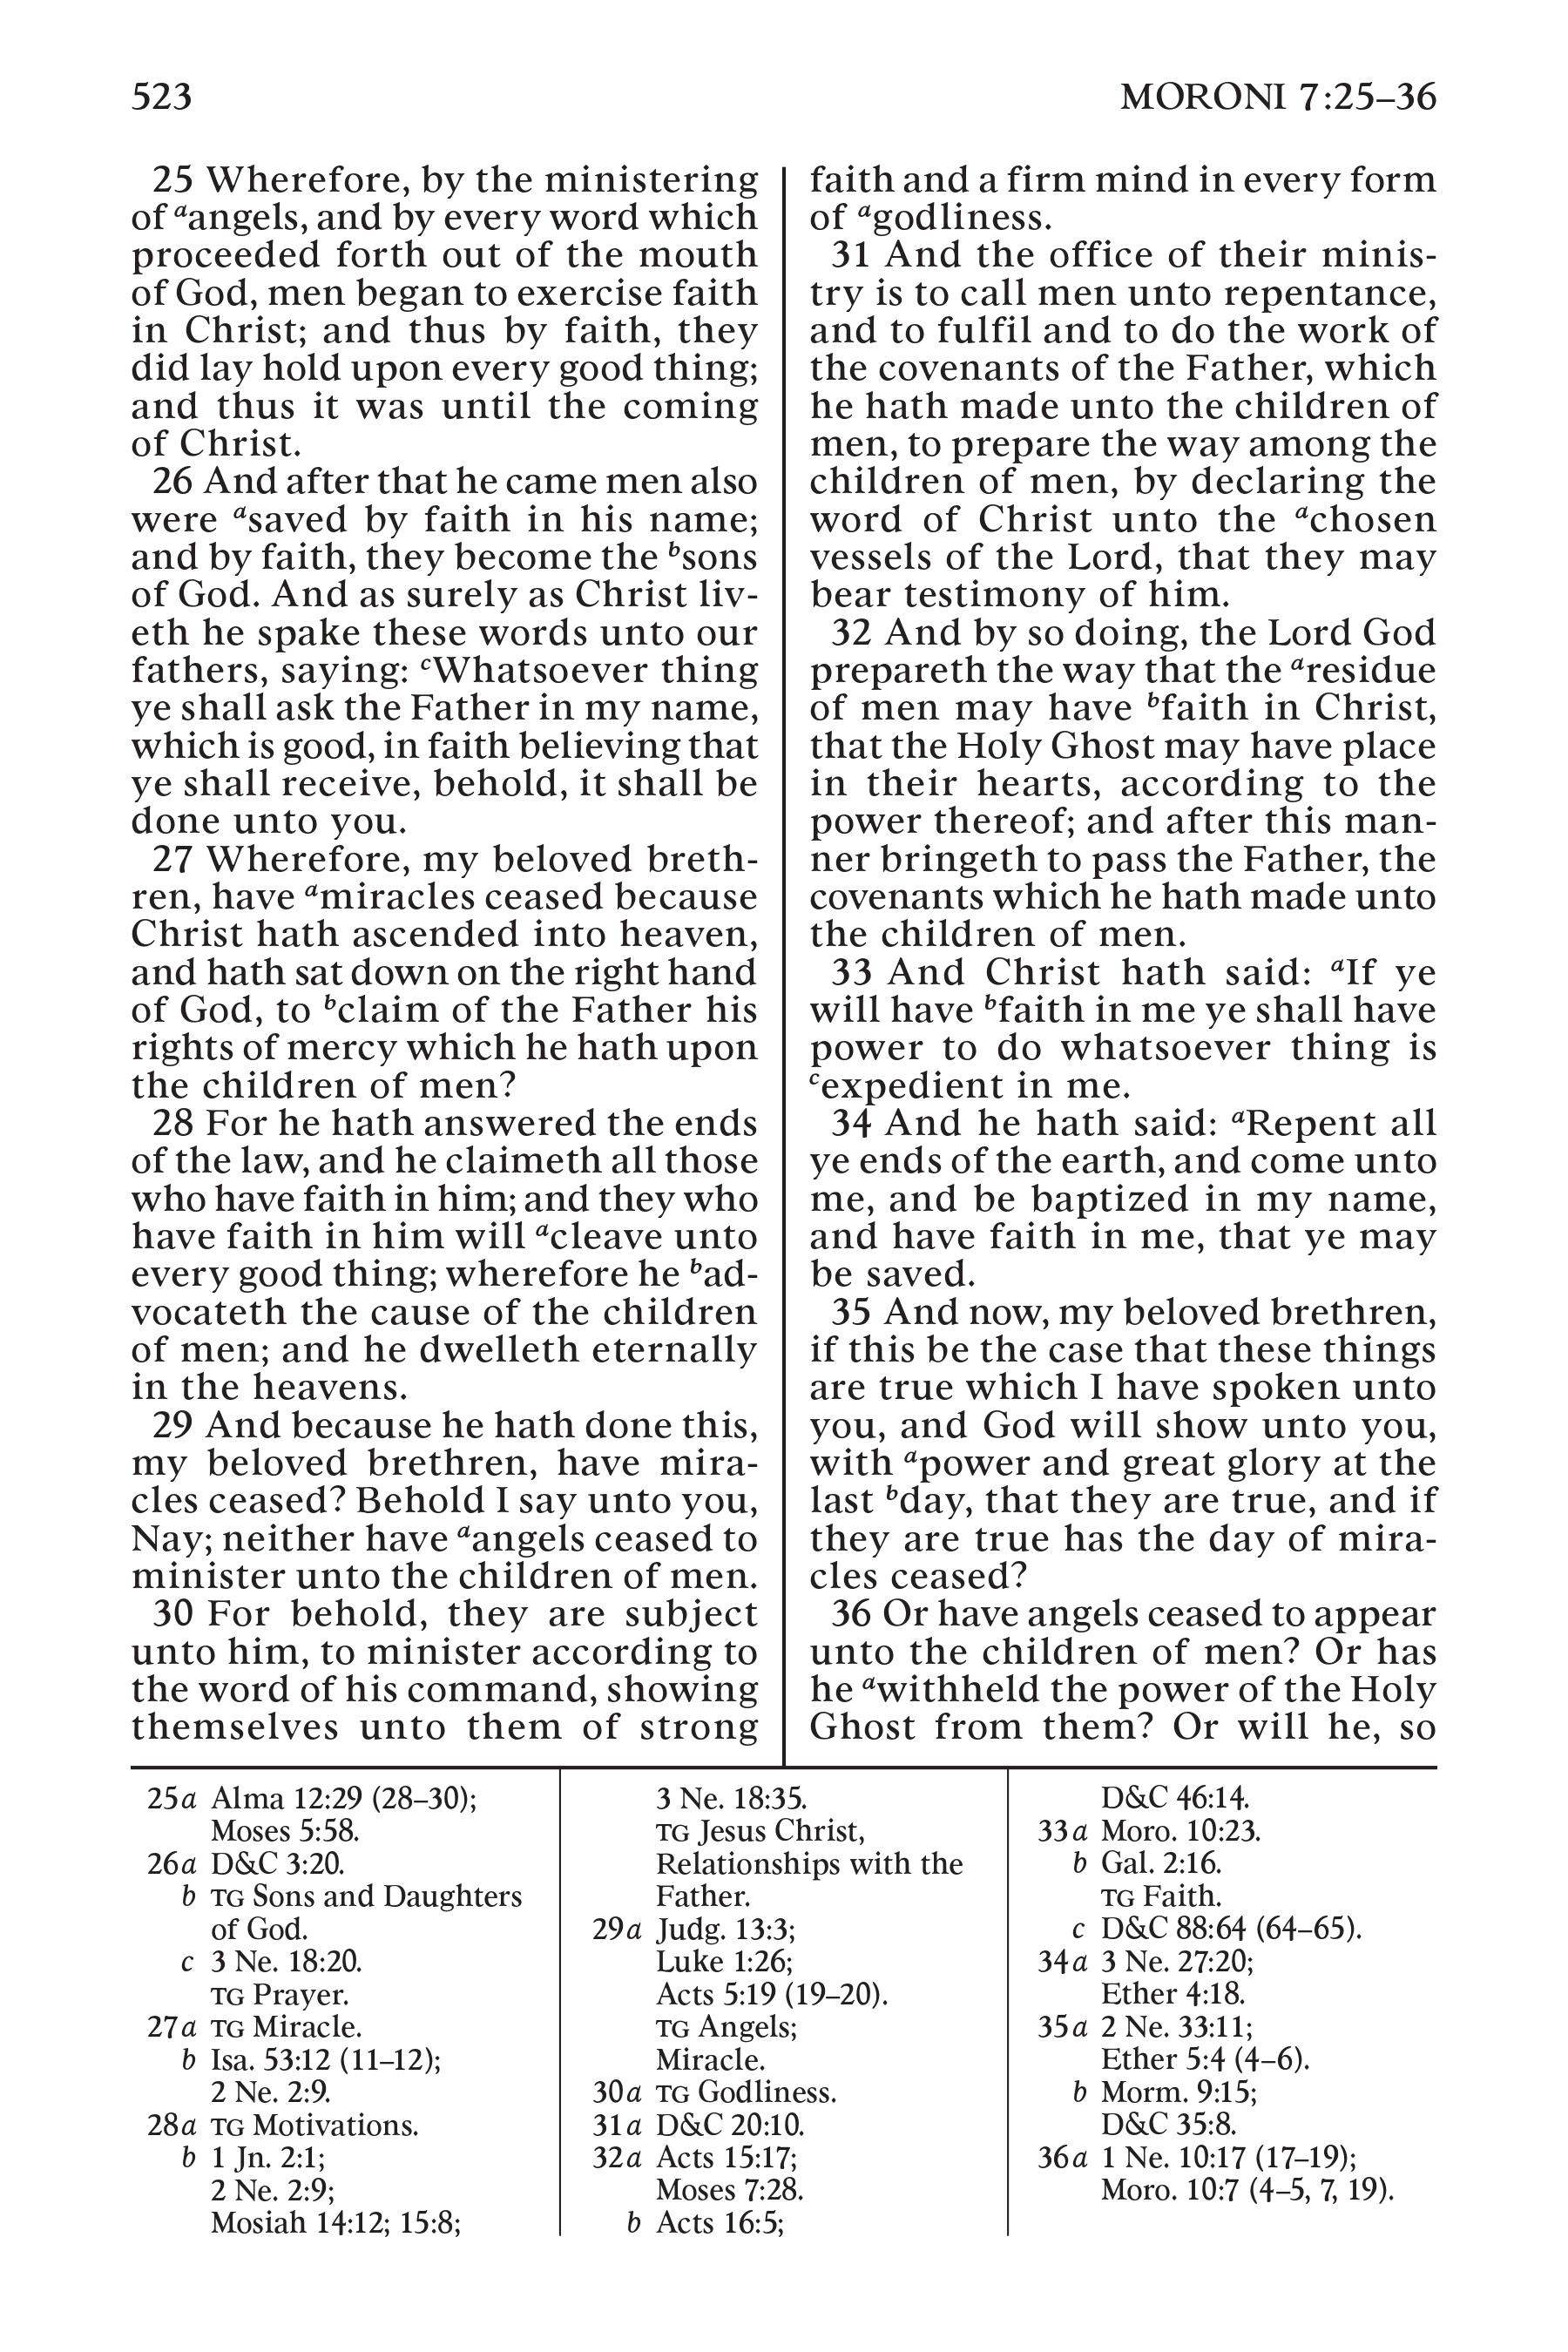 523
MORONI 7:25–36
25 Wherefore, by the ministering
of aangels, and by every word which
proceeded forth out of the mouth
of God, men began to exercise faith
in Christ; and thus by faith, they
did lay hold upon every good thing;
and thus it was until the coming
of Christ.
26 And after that he came men also
were asaved by faith in his name;
and by faith, they become the bsons
of God. And as surely as Christ liv-
eth he spake these words unto our
fathers, saying: cWhatsoever thing
ye shall ask the Father in my name,
which is good, in faith believing that
ye shall receive, behold, it shall be
done unto you.
27 Wherefore, my beloved breth-
ren, have amiracles ceased because
Christ hath ascended into heaven,
and hath sat down on the right hand
of God, to bclaim of the Father his
rights of mercy which he hath upon
the children of men?
28 For he hath answered the ends
of the law, and he claimeth all those
who have faith in him; and they who
have faith in him will acleave unto
every good thing; wherefore he bad-
vocateth the cause of the children
of men; and he dwelleth eternally
in the heavens.
29 And because he hath done this,
my beloved brethren, have mira-
cles ceased? Behold I say unto you,
Nay; neither have aangels ceased to
minister unto the children of men.
30 For behold, they are subject
unto him, to minister according to
the word of his command, showing
themselves unto them of strong
faith and a firm mind in every form
of agodliness.
31 And the office of their minis-
try is to call men unto repentance,
and to fulfil and to do the work of
the covenants of the Father, which
he hath made unto the children of
men, to prepare the way among the
children of men, by declaring the
word of Christ unto the achosen
vessels of the Lord, that they may
bear testimony of him.
32 And by so doing, the Lord God
prepareth the way that the aresidue
of men may have bfaith in Christ,
that the Holy Ghost may have place
in their hearts, according to the
power thereof; and after this man-
ner bringeth to pass the Father, the
covenants which he hath made unto
the children of men.
33 And Christ hath said: aIf ye
will have bfaith in me ye shall have
power to do whatsoever thing is
cexpedient in me.
34 And he hath said: aRepent all
ye ends of the earth, and come unto
me, and be baptized in my name,
and have faith in me, that ye may
be saved.
35 And now, my beloved brethren,
if this be the case that these things
are true which I have spoken unto
you, and God will show unto you,
with apower and great glory at the
last bday, that they are true, and if
they are true has the day of mira-
cles ceased?
36 Or have angels ceased to appear
unto the children of men? Or has
he awithheld the power of the Holy
Ghost from them? Or will he, so
25a Alma 12:29 (28–30);
Moses 5:58.
26a D&C 3:20.
b TG Sons and Daughters
of God.
c 3 Ne. 18:20.
TG Prayer.
27a TG Miracle.
b Isa. 53:12 (11–12);
2 Ne. 2:9.
28a TG Motivations.
b 1 Jn. 2:1;
2 Ne. 2:9;
Mosiah 14:12; 15:8;
3 Ne. 18:35.
TG Jesus Christ,
Relationships with the
Father.
29a Judg. 13:3;
Luke 1:26;
Acts 5:19 (19–20).
TG Angels;
Miracle.
30a TG Godliness.
31a D&C 20:10.
32a Acts 15:17;
Moses 7:28.
b Acts 16:5;
D&C 46:14.
33a Moro. 10:23.
b Gal. 2:16.
TG Faith.
c D&C 88:64 (64–65).
34a 3 Ne. 27:20;
Ether 4:18.
35a 2 Ne. 33:11;
Ether 5:4 (4–6).
b Morm. 9:15;
D&C 35:8.
36a 1 Ne. 10:17 (17–19);
Moro. 10:7 (4–5, 7, 19).